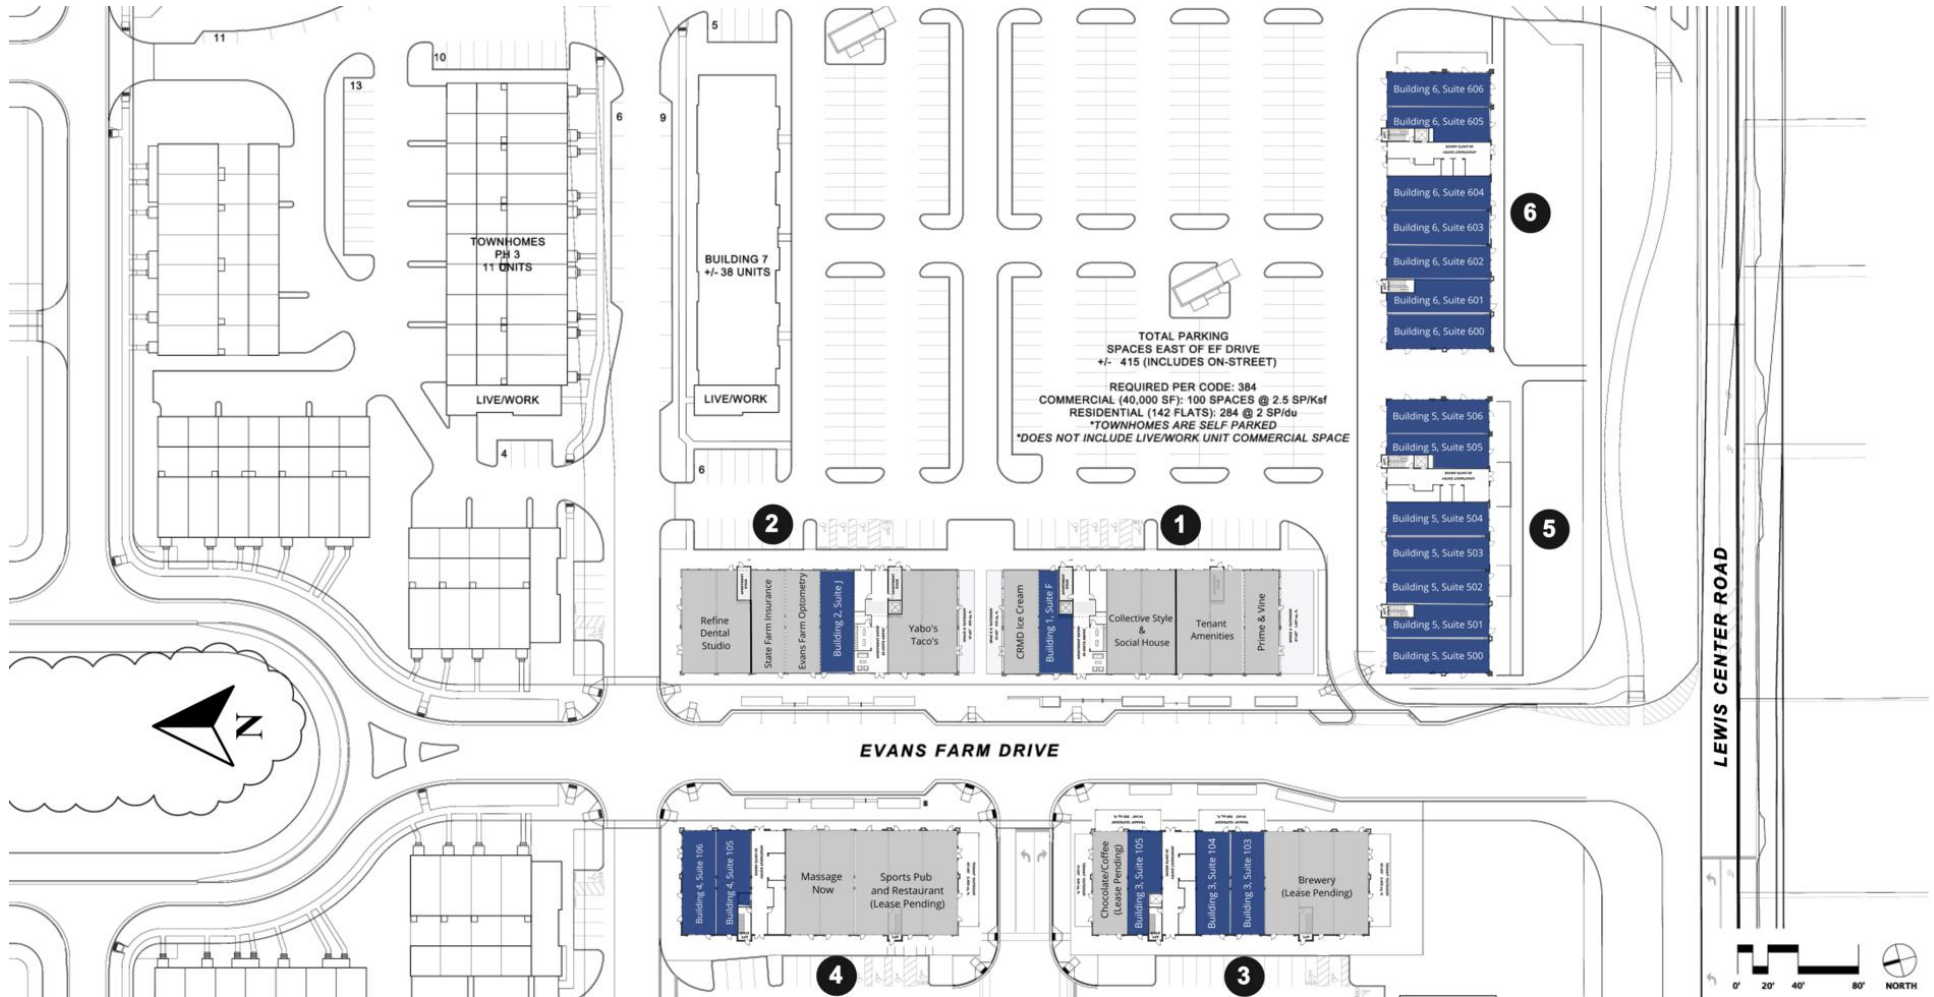 11
5
10
13
6
9
TOWNHOMES
PH 3
11 UNITS
BUILDING 7
+/- 38 UNITS
LIVE/WORK
LIVE/WORK
4
6
TOTAL PARKING
SPACES EAST OF EF DRIVE
+/- 415 (INCLUDES ON-STREET)
REQUIRED PER CODE: 384
COMMERCIAL (40,000 SF): 100 SPACES @ 2.5 SP/Ksf
RESIDENTIAL (142 FLATS): 284 @ 2 SP/du
*TOWNHOMES ARE SELF PARKED
*DOES NOT INCLUDE LIVE/WORK UNIT COMMERCIAL SPACE
Building 6, Suite 606
Building 6, Suite 605
Building 6, Suite 604
Building 6, Suite 603
Building 6, Suite 602
Building 6, Suite 601
Building 6, Suite 600
6
Building 5, Suite 506
Building 5, Suite 505
Building 5, Suite 504
Building 5, Suite 503
Building 5, Suite 502
Building 5, Suite 501
Building 5, Suite 500
5
2
1
Refine
Dental
Studio
State Farm Insurance
Evans Farm Optometry
Building 2, Suite J
Yabo's
Taco's
CRMD Ice Cream
Building 1, Suite F
Collective Style
&
Social House
Tenant
Amenities
Prime & Vine
LEWIS CENTER ROAD
N
EVANS FARM DRIVE
Building 4, Suite 106
Building 4, Suite 105
Massage
Now
Sports Pub
and Restaurant
(Lease Pending)
Chocolate/Coffee
(Lease Pending)
Building 3, Suite 105
Building 3, Suite 104
Building 3, Suite 103
Brewery
(Lease Pending)
4
3
0' 20' 40' 80'
NORTH